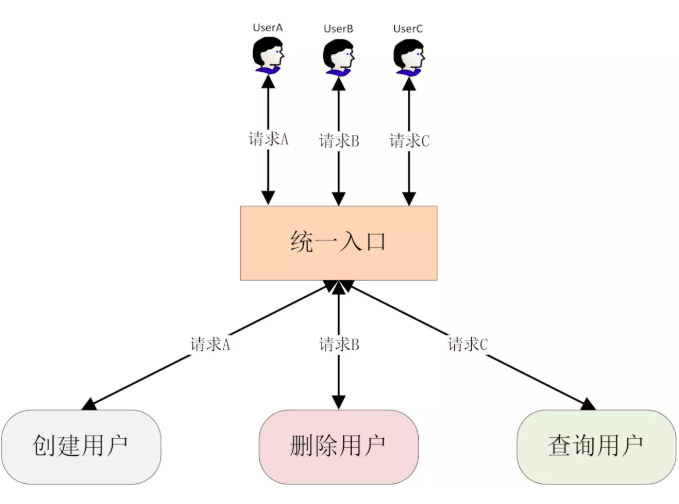 UserA
UserB
UserC
请求A
请求B
请求C
统一入口
请求A
请求B
请求C
创建用户
删除用户
查询用户